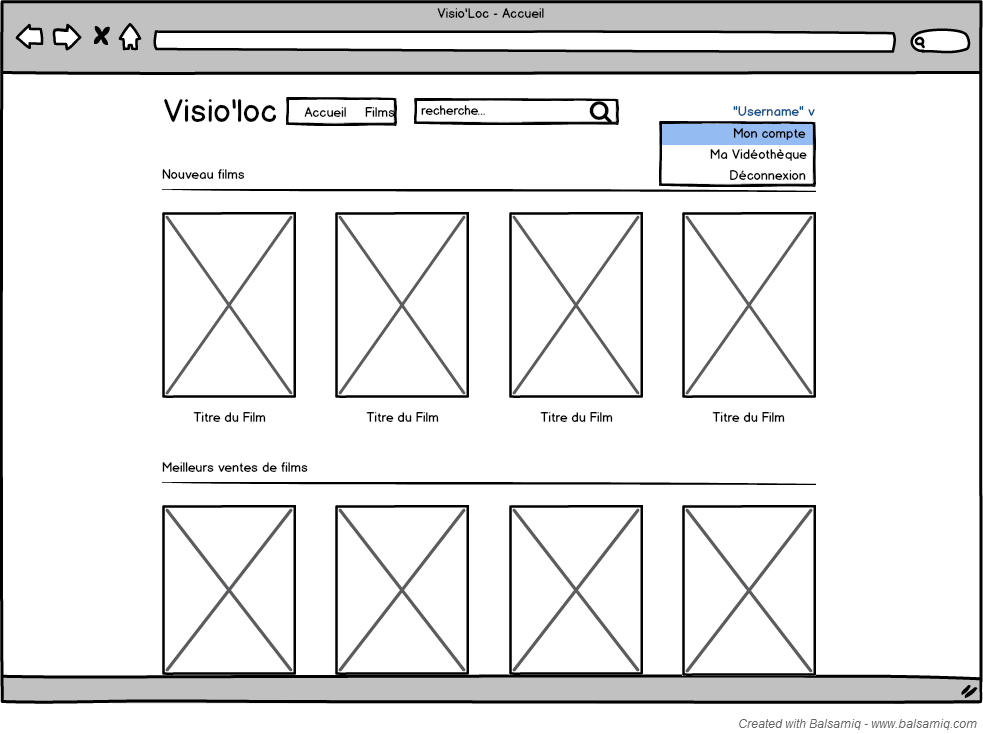 Visio'Loc - Accueil
Visio'loc
Accueil Films
recherche...
"Username" v
Mon compte
Ma Vidéothèque
Déconnexion
Nouveau films
Titre du Film Titre du Film Titre du Film Titre du Film
Meilleurs ventes de films
Created with Balsamiq - www.balsamiq.com